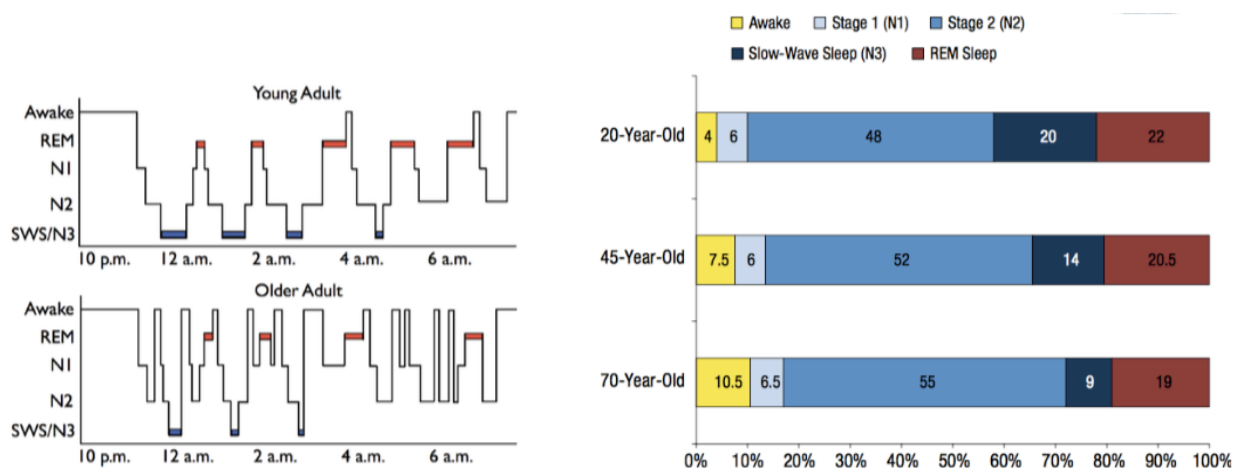 Young Adult
Awake
REM
N1
N2
SWS/N3
10 p.m. 12 a.m. 2 a.m. 4 a.m. 6 a.m.
Older Adult
Awake
REM
N1
N2
SWS/N3
10 p.m. 12 a.m. 2 a.m. 4 a.m. 6 a.m.
Awake Stage 1 (N1) Stage 2 (N2)
Slow-Wave Sleep (N3) REM Sleep
20-Year-Old 4 6 48 20 22
45-Year-Old 7.5 6 52 14 20.5
70-Year-Old 10.5 6.5 55 9 19
0% 10% 20% 30% 40% 50% 60% 70% 80% 90% 100%